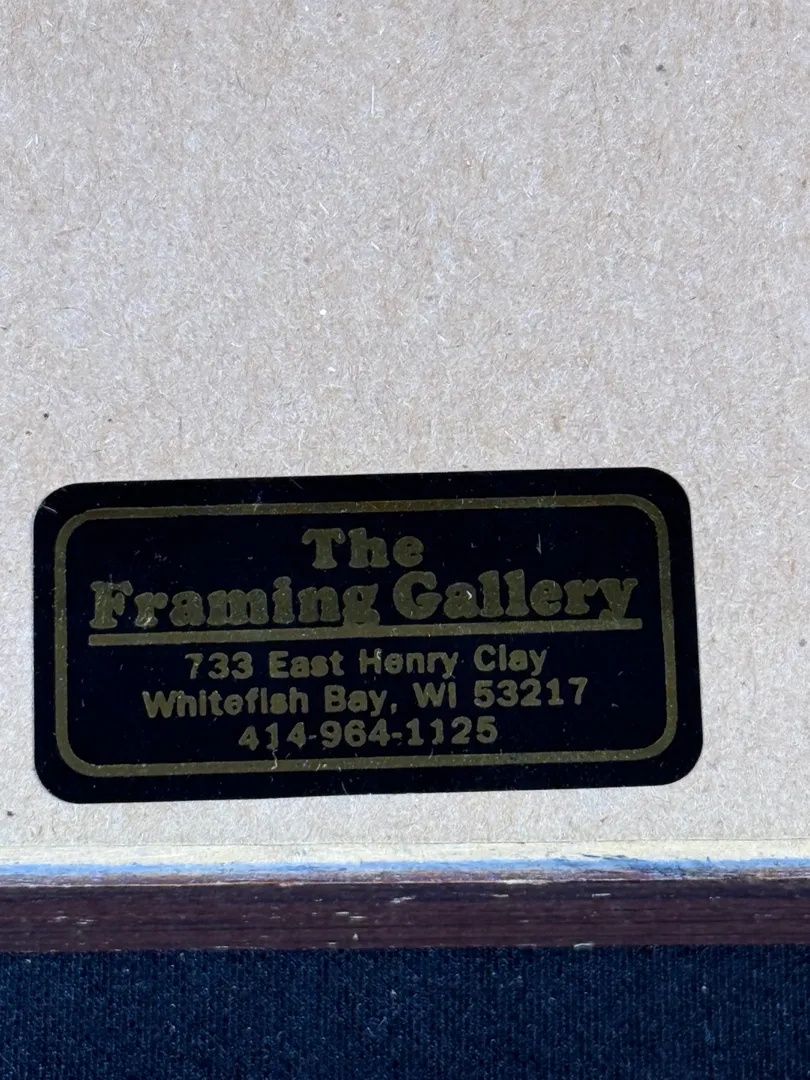 The
Framing Gallery
733 East Henry Clay
Whitefish Bay, WI 53217
414-964-1125